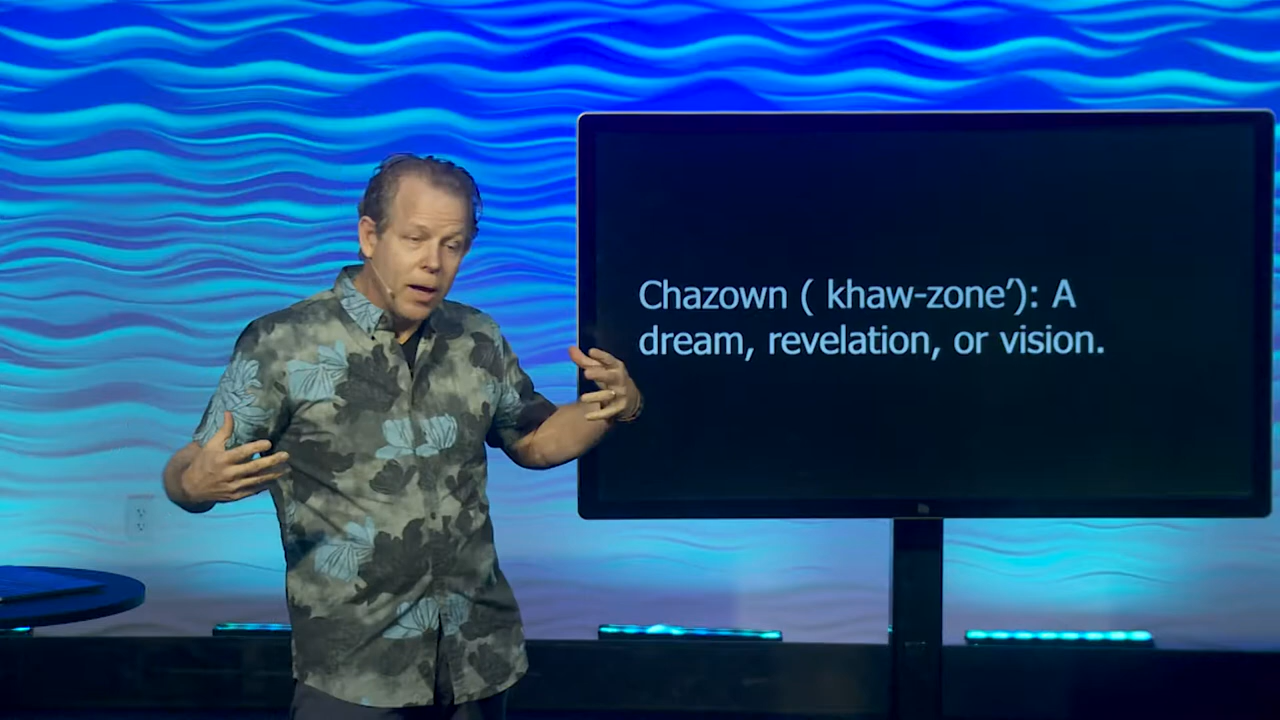 Chazown ( khaw-zone’): A
dream, revelation, or vision.